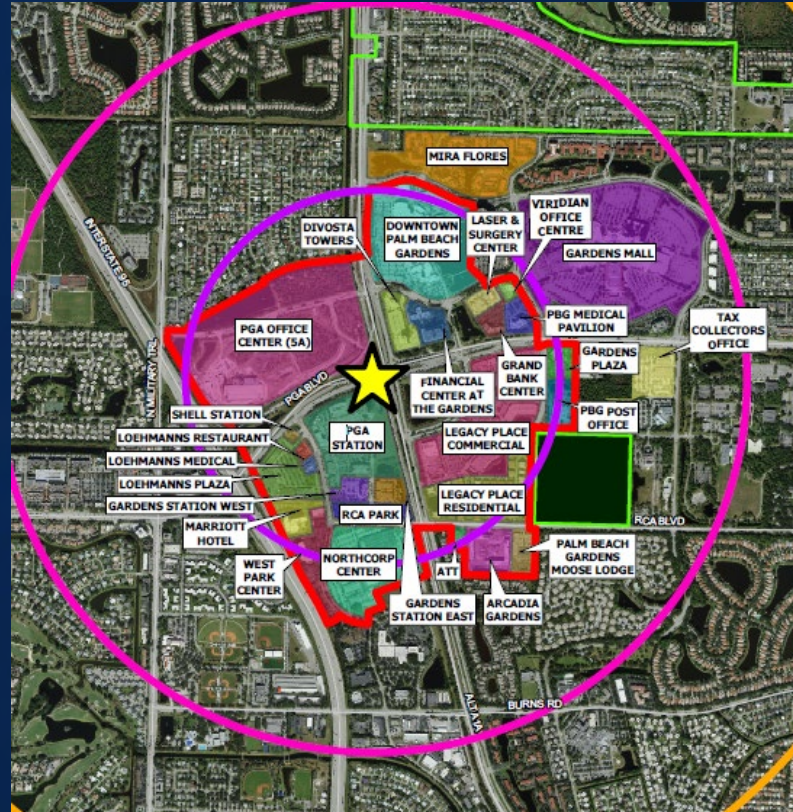 MIRA FLORES
INTERSTATE 95
N MILITARY TRL
DIVOSTA
TOWERS
DOWNTOWN
PALM BEACH
GARDENS
LASER &
SURGERY
CENTER
VIRIDIAN
OFFICE
CENTRE
GARDENS MALL
PGA OFFICE
CENTER (5A)
PBG MEDICAL
PAVILION
TAX
COLLECTORS
OFFICE
PGA BLVD
FINANCIAL
CENTER AT
THE GARDENS
GRAND
BANK
CENTER
GARDENS
PLAZA
PBG POST
OFFICE
SHELL STATION
LOEHMANNS RESTAURANT
LOEHMANNS MEDICAL
LOEHMANNS PLAZA
GARDENS STATION WEST
MARRIOTT
HOTEL
PGA
STATION
LEGACY PLACE
COMMERCIAL
LEGACY PLACE
RESIDENTIAL
RCA PARK
RCA BLVD
WEST
PARK
CENTER
NORTHCORP
CENTER
ATT
PALM BEACH
GARDENS
MOOSE LODGE
GARDENS
STATION EAST
ARCADIA
GARDENS
ALT A1A
BURNS RD